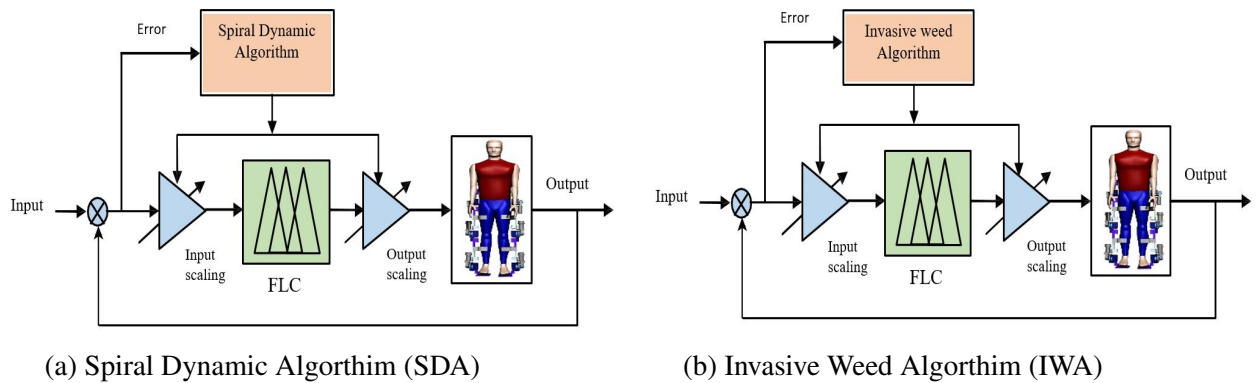 Error
Spiral Dynamic
Algorithm
Input
Input
scaling
FLC
Output
scaling
Output
(a) Spiral Dynamic Algorthim (SDA)
Error
Invasive weed
Algorithm
Input
Input
scaling
FLC
Output
scaling
Output
(b) Invasive Weed Algorthim (IWA)